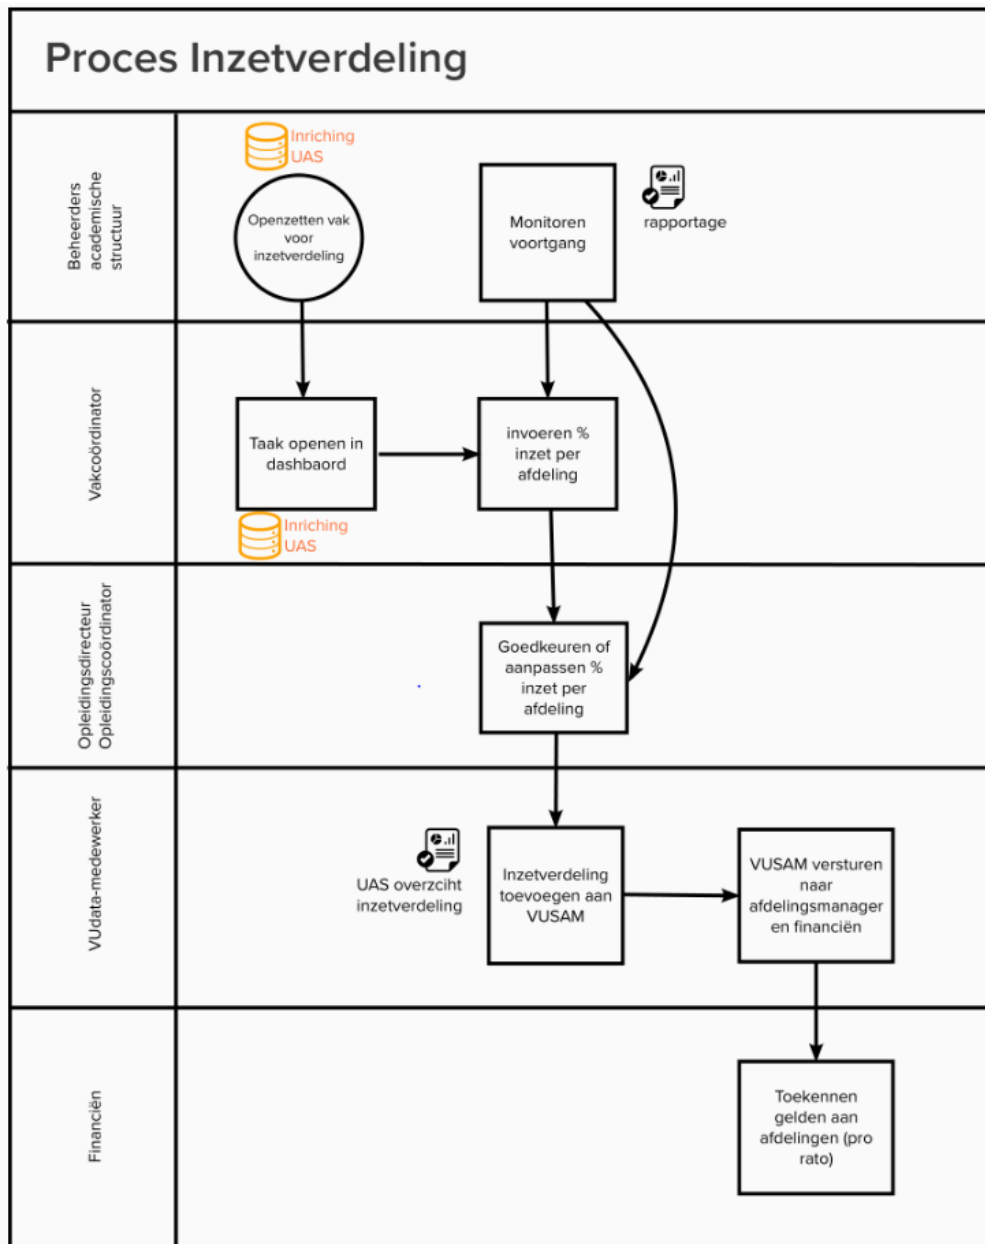 Proces Inzetverdeling
Beheerders
academische
structuur
Inriching
UAS
Openzetten vak
voor
inzetverdeling
Monitoren
voortgang
rapportage
Vakcoördinator
Taak openen in
dashbaord
Inriching
UAS
invoeren %
inzet per
afdeling
Opleidingsdirecteur
Opleidingscoördinator
Goedkeuren of
aanpassen %
inzet per
afdeling
VUdata-medewerker
UAS overzciht
inzetverdeling
Inzetverdeling
toevoegen aan
VUSAM
VUSAM versturen
naar
afdelingsmanager
en financiën
Financiën
Toekennen
gelden aan
afdelingen (pro
rato)